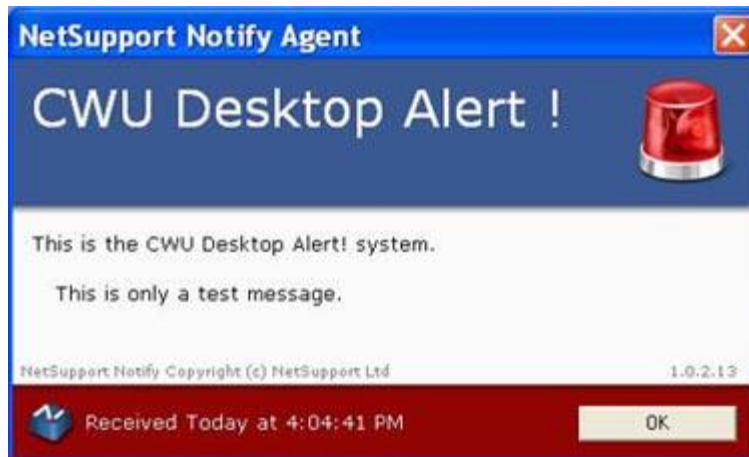 NetSupport Notify Agent
CWU Desktop Alert !
This is the CWU Desktop Alert! system.
This is only a test message.
NetSupport Notify Copyright (c) NetSupport Ltd
1.0.2.13
Received Today at 4:04:41 PM
OK